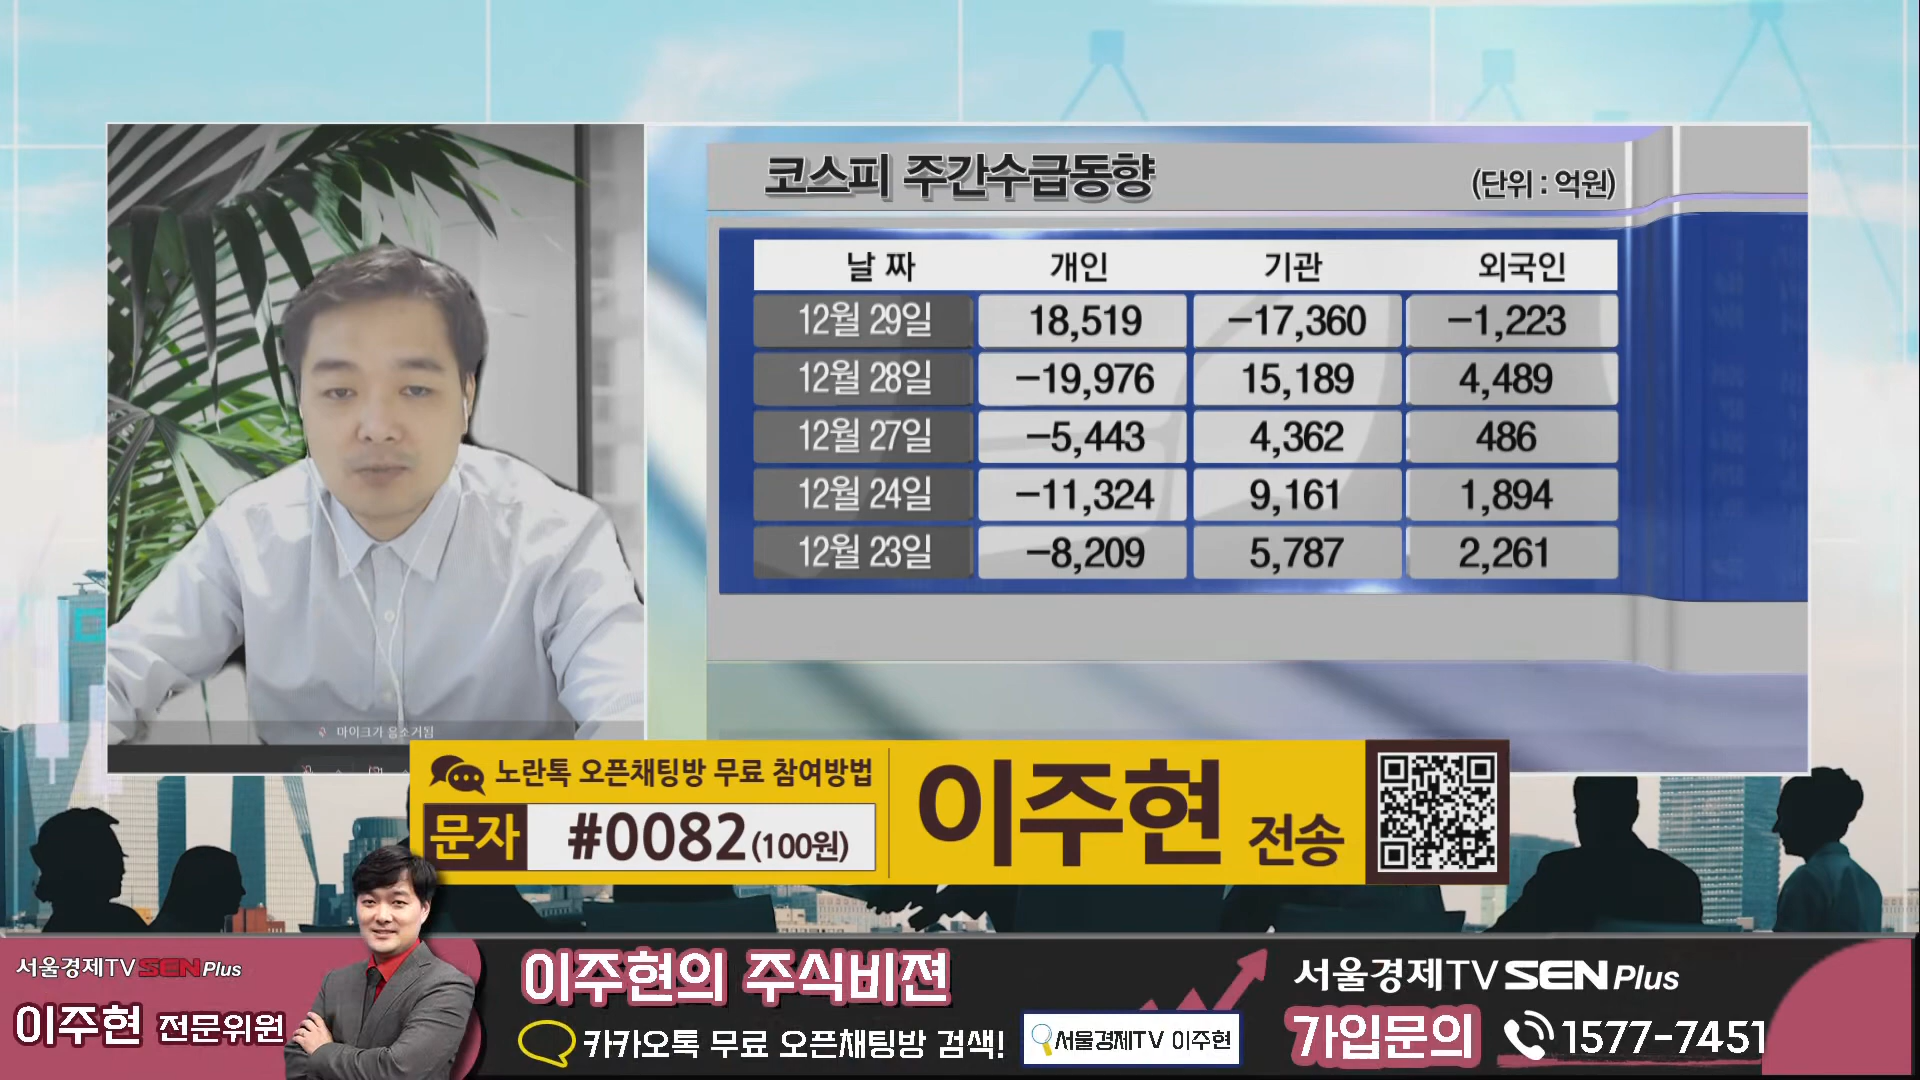 코스피 주간수급동향
(단위 : 억원)
날 짜 개인 기관 외국인
12월 29일 18,519 -17,360 -1,223
12월 28일 -19,976 15,189 4,489
12월 27일 -5,443 4,362 486
12월 24일 -11,324 9,161 1,894
12월 23일 -8,209 5,787 2,261
마이크가 음소거됨
노란톡 오픈채팅방 무료 참여방법
문자 #0082(100원)
이주현 전송
서울경제TV SEN Plus
이주현 전문위원
이주현의 주식비젼
카카오톡 무료 오픈채팅방 검색!
서울경제TV 이주현
서울경제TV SEN Plus
가입문의 1577-7451